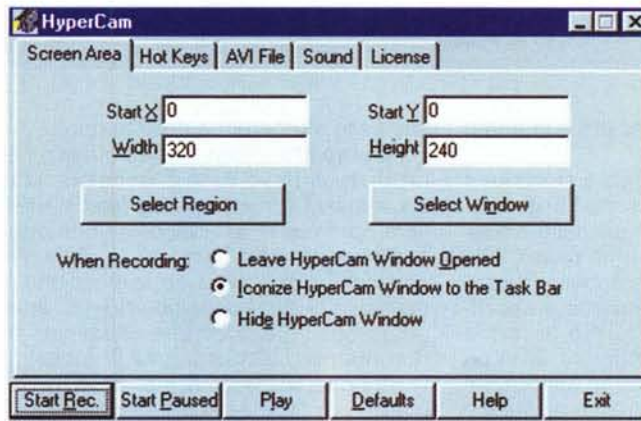 HyperCam
Screen Area Hot Keys AVI File Sound License
Start X 0 Start Y 0
Width 320 Height 240
Select Region Select Window
When Recording: Leave HyperCam Window Opened
Iconize HyperCam Window to the Task Bar
Hide HyperCam Window
Start Rec. Start Paused Play Defaults Help Exit